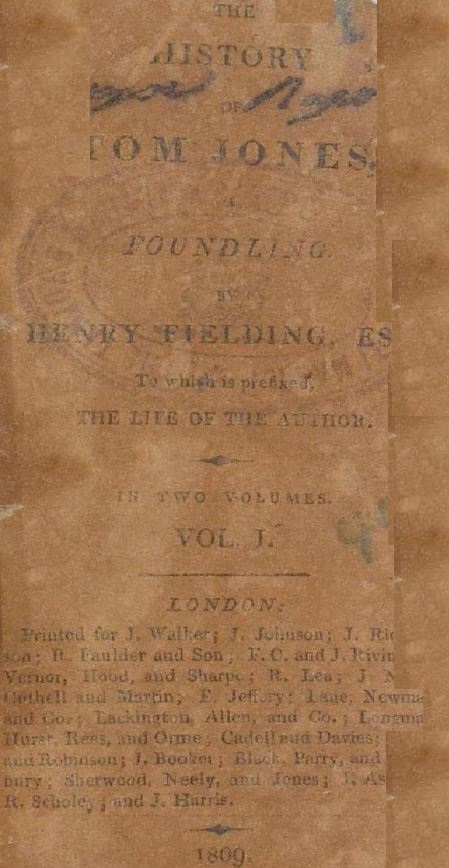 THE
HISTORY
OF
TOM JONES,
A
FOUNDLING.
BY
HENRY FIELDING, ES
To which is prefixed,
THE LIFE OF THE AUTHOR.
IN TWO VOLUMES.
VOL. I.
LONDON:
Printed for J. Walker; J. Johnson; J. Ric
son; R. Faulder and Son; F. C. and J. Rivin
Vernor, Hood, and Sharpe; R. Lea; J. N
Cuthell and Martin; E. Jeffery; Lane, Newma
and Co.; Lackington, Allen, and Co.; Longma
Hurst, Rees, and Orme; Cadell and Davies;
and Robinson; J. Booker; Black, Parry, and
bury; Sherwood, Neely, and Jones; J. As
R. Scholey; and J. Harris.
1809.